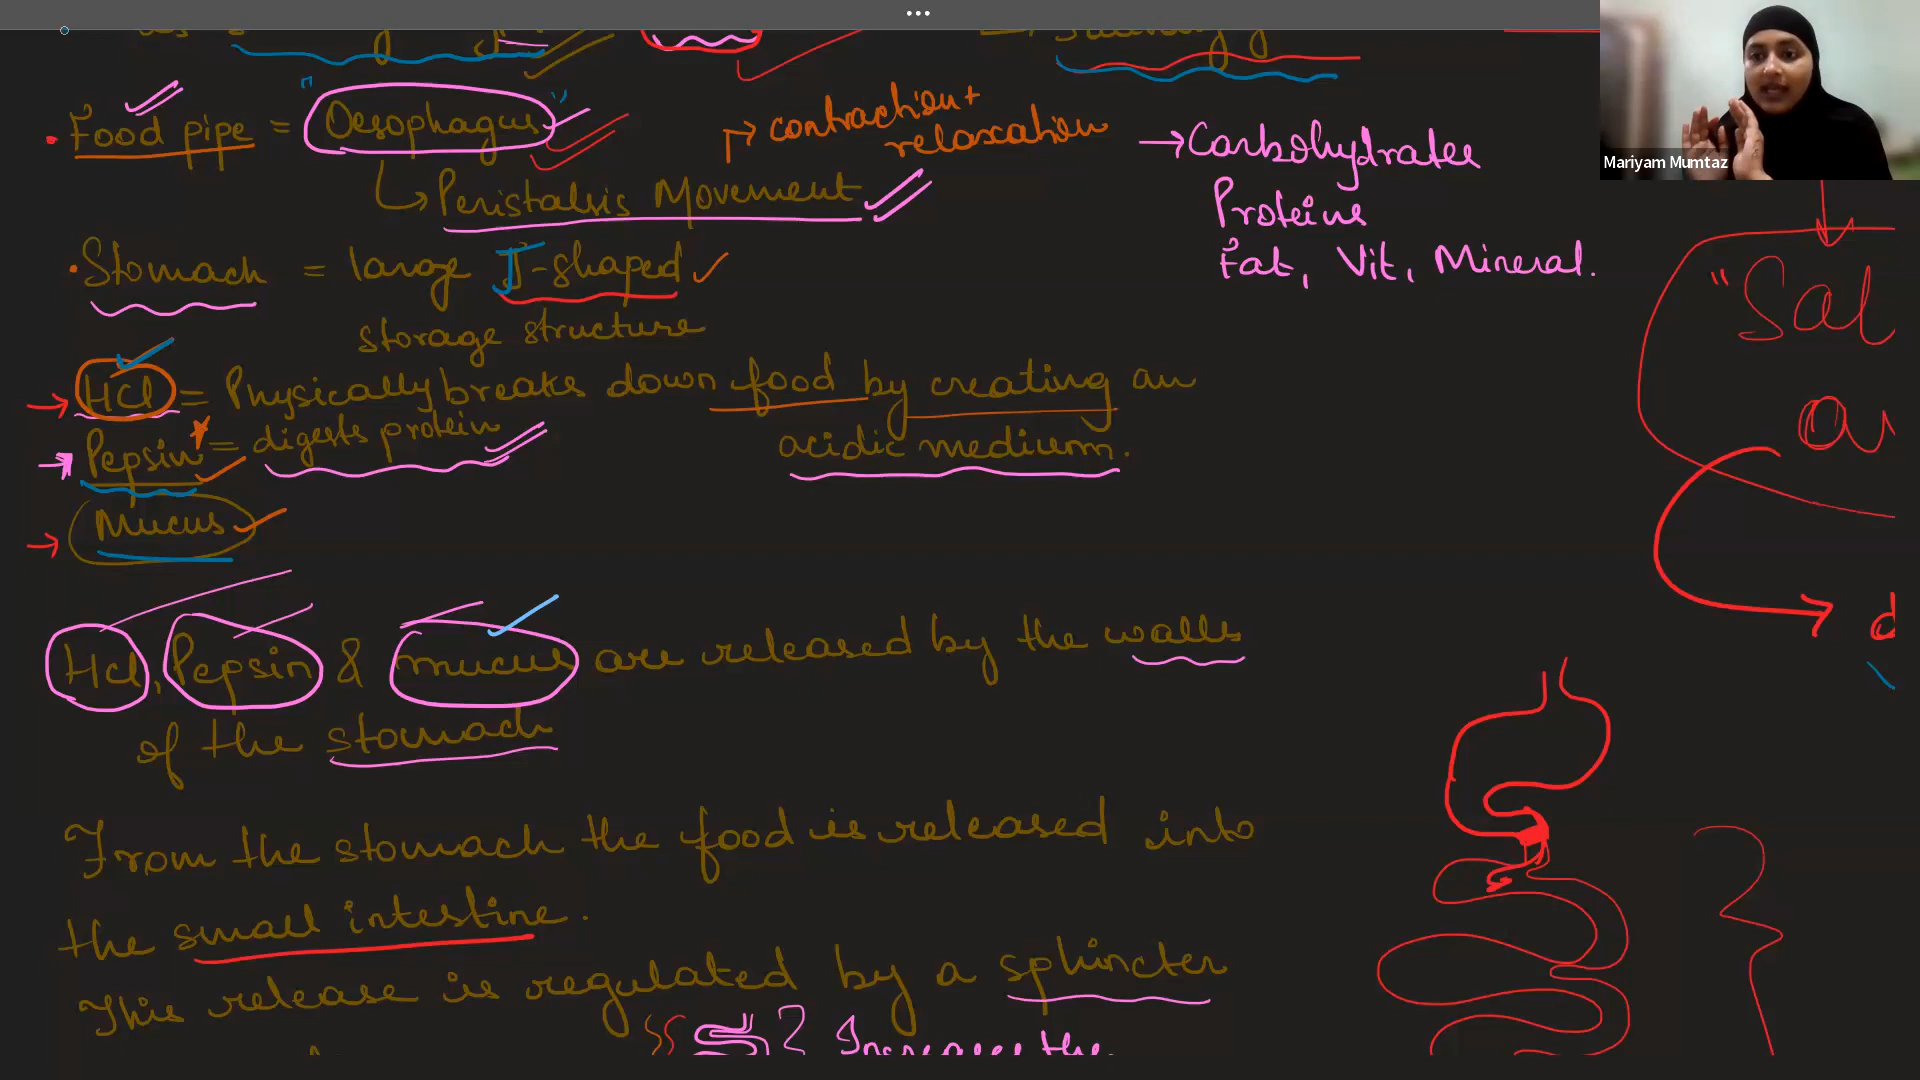 Food pipe = "Oesophagus"
contraction +
relaxation
→ Carbohydrates
Proteins
Fat, Vit, Mineral.
Mariyam Mumtaz
↳ Peristalsis Movement
• Stomach = large J-shaped
storage structure
"Sal
→ Hcl = Physically breaks down food by creating an
acidic medium.
→ Pepsin = digests protein
→ Mucus
Hcl, Pepsin & mucus are released by the walls
of the stomach
From the stomach the food is released into
the small intestine.
This release is regulated by a sphincter
Increases the